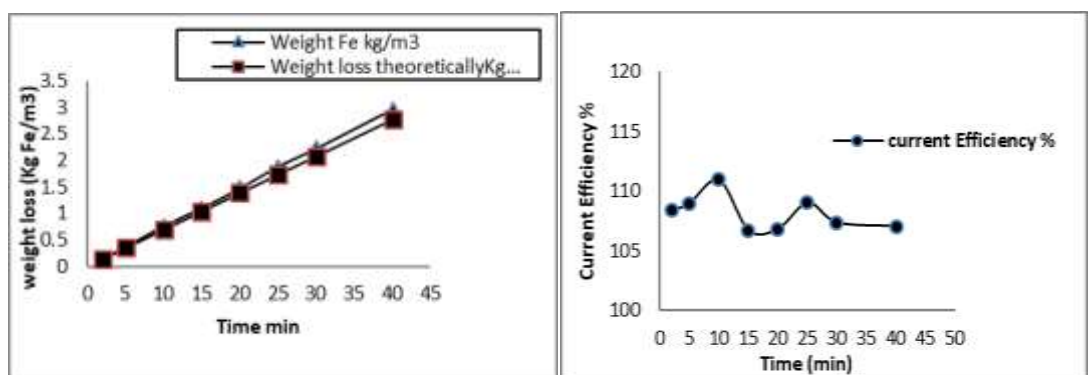 Weight Fe kg/m3
Weight loss theoreticallyKg...
weight loss (Kg Fe/m3)
3.5
3
2.5
2
1.5
1
0.5
0
0 5 10 15 20 25 30 35 40 45
Time min
Current Efficiency %
120
115
110
105
100
current Efficiency %
0 5 10 15 20 25 30 35 40 45 50
Time (min)